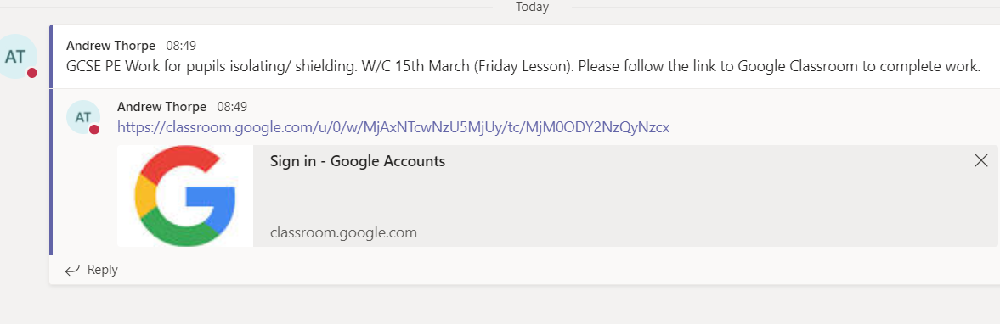 Today
AT
Andrew Thorpe 08:49
GCSE PE Work for pupils isolating/ shielding. W/C 15th March (Friday Lesson). Please follow the link to Google Classroom to complete work.
AT
Andrew Thorpe 08:49
https://classroom.google.com/u/0/w/MjAxNTcwNzU5MjUy/tc/MjM0ODY2NzQyNzcx
Sign in - Google Accounts
classroom.google.com
Reply